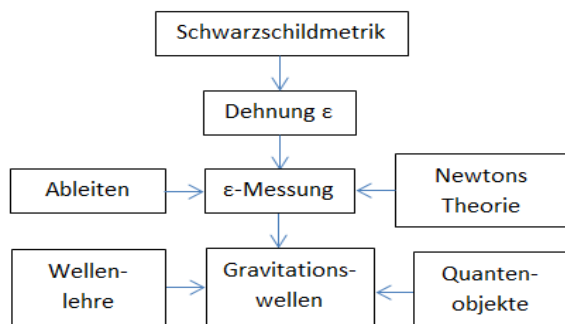 Schwarzschildmetrik
Dehnung ε
Ableiten
ε-Messung
Newtons
Theorie
Wellen-
lehre
Gravitations-
wellen
Quanten-
objekte